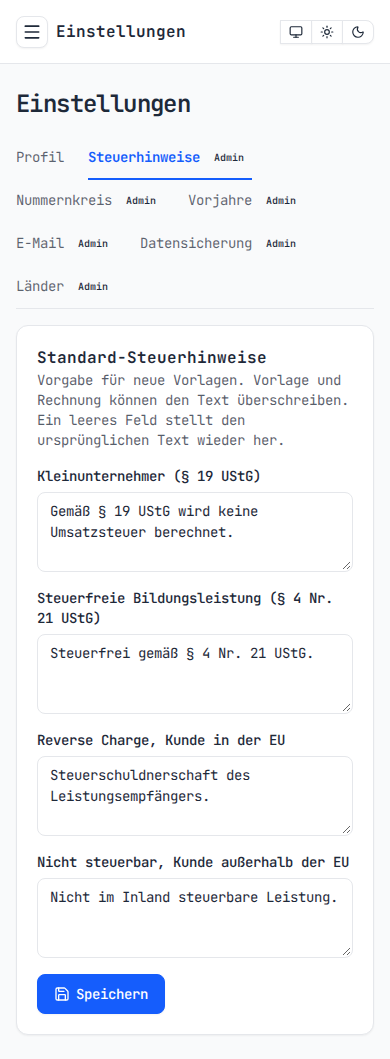 Einstellungen
Einstellungen
Profil Steuerhinweise Admin
Nummernkreis Admin Vorjahre Admin
E-Mail Admin Datensicherung Admin
Länder Admin
Standard-Steuerhinweise
Vorgabe für neue Vorlagen. Vorlage und
Rechnung können den Text überschreiben.
Ein leeres Feld stellt den
ursprünglichen Text wieder her.
Kleinunternehmer (§ 19 UStG)
Gemäß § 19 UStG wird keine
Umsatzsteuer berechnet.
Steuerfreie Bildungsleistung (§ 4 Nr.
21 UStG)
Steuerfrei gemäß § 4 Nr. 21 UStG.
Reverse Charge, Kunde in der EU
Steuerschuldnerschaft des
Leistungsempfängers.
Nicht steuerbar, Kunde außerhalb der EU
Nicht im Inland steuerbare Leistung.
Speichern